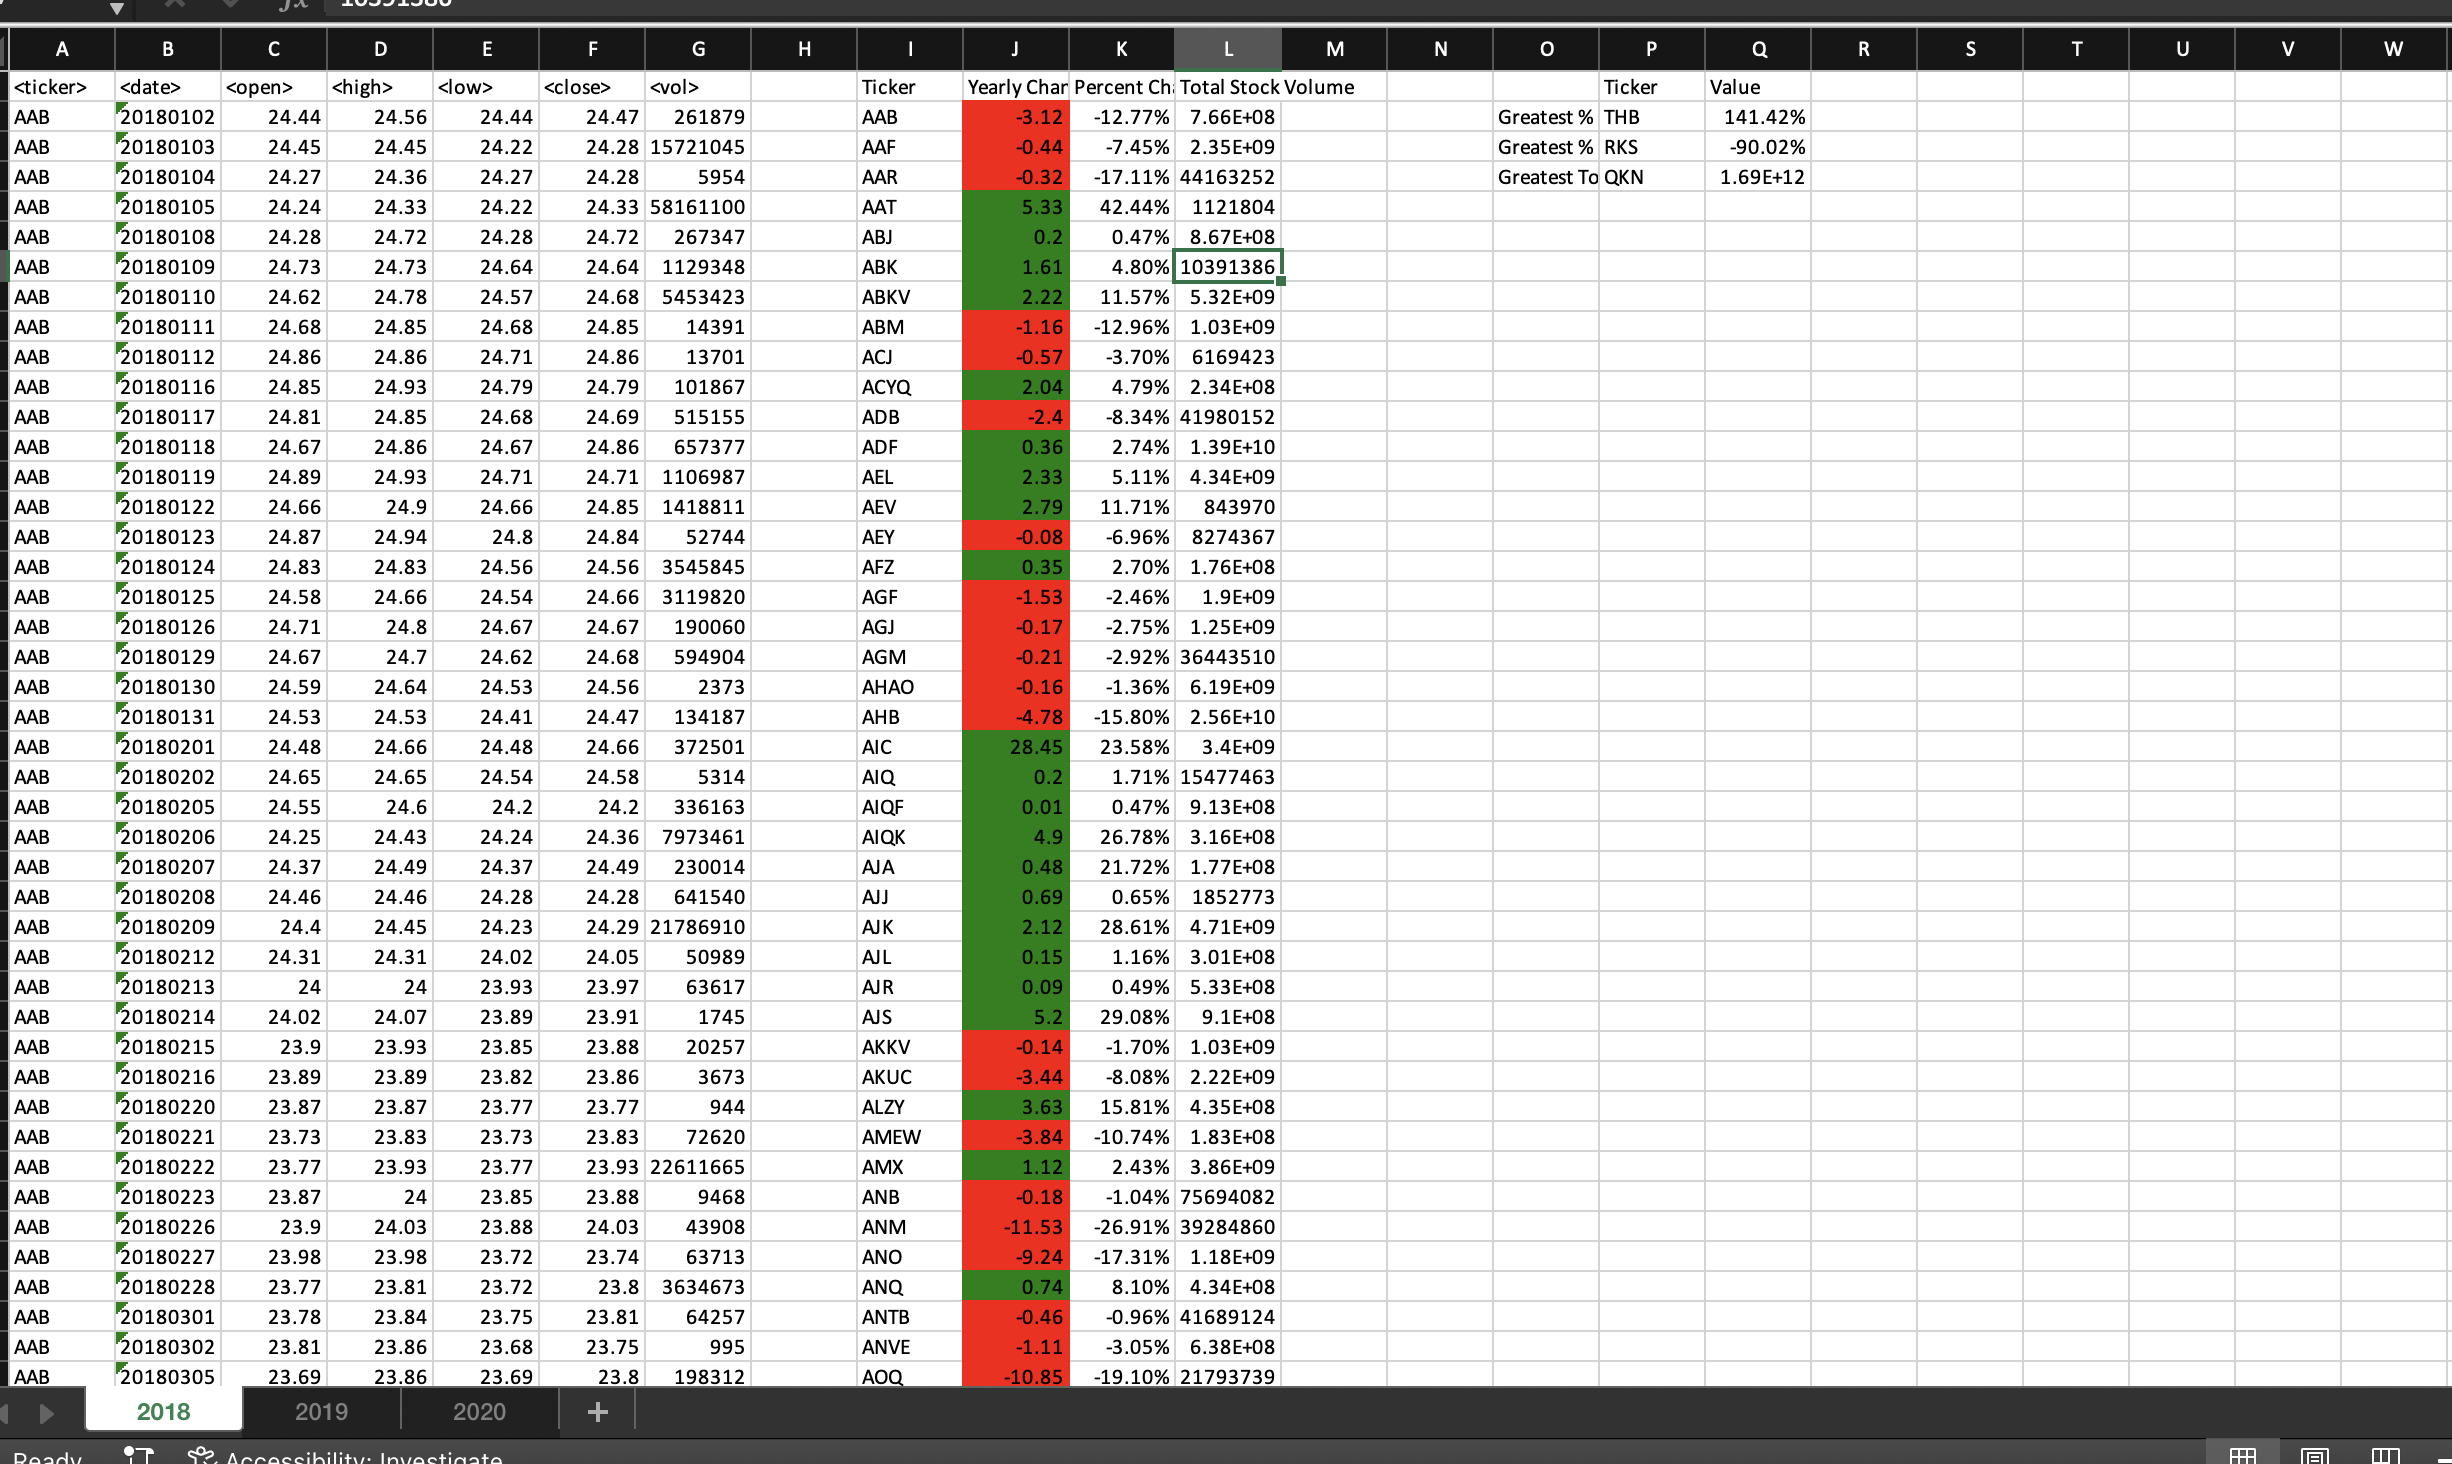 fx
A B C D E F G H I J K L M N O P Q R S T U V W
<ticker> <date> <open> <high> <low> <close> <vol> Ticker Yearly Chan Percent Ch Total Stock Volume Ticker Value
AAB 20180102 24.44 24.56 24.44 24.47 261879 AAB -3.12 -12.77% 7.66E+08 Greatest % THB 141.42%
AAB 20180103 24.45 24.45 24.22 24.28 15721045 AAF -0.44 -7.45% 2.35E+09 Greatest % RKS -90.02%
AAB 20180104 24.27 24.36 24.27 24.28 5954 AAR -0.32 -17.11% 44163252 Greatest To QKN 1.69E+12
AAB 20180105 24.24 24.33 24.22 24.33 58161100 AAT 5.33 42.44% 1121804
AAB 20180108 24.28 24.72 24.28 24.72 267347 ABJ 0.2 0.47% 8.67E+08
AAB 20180109 24.73 24.73 24.64 24.64 1129348 ABK 1.61 4.80% 10391386
AAB 20180110 24.62 24.78 24.57 24.68 5453423 ABKV 2.22 11.57% 5.32E+09
AAB 20180111 24.68 24.85 24.68 24.85 14391 ABM -1.16 -12.96% 1.03E+09
AAB 20180112 24.86 24.86 24.71 24.86 13701 ACJ -0.57 -3.70% 6169423
AAB 20180116 24.85 24.93 24.79 24.79 101867 ACYQ 2.04 4.79% 2.34E+08
AAB 20180117 24.81 24.85 24.68 24.69 515155 ADB -2.4 -8.34% 41980152
AAB 20180118 24.67 24.86 24.67 24.86 657377 ADF 0.36 2.74% 1.39E+10
AAB 20180119 24.89 24.93 24.71 24.71 1106987 AEL 2.33 5.11% 4.34E+09
AAB 20180122 24.66 24.9 24.66 24.85 1418811 AEV 2.79 11.71% 843970
AAB 20180123 24.87 24.94 24.8 24.84 52744 AEY -0.08 -6.96% 8274367
AAB 20180124 24.83 24.83 24.56 24.56 3545845 AFZ 0.35 2.70% 1.76E+08
AAB 20180125 24.58 24.66 24.54 24.66 3119820 AGF -1.53 -2.46% 1.9E+09
AAB 20180126 24.71 24.8 24.67 24.67 190060 AGJ -0.17 -2.75% 1.25E+09
AAB 20180129 24.67 24.7 24.62 24.68 594904 AGM -0.21 -2.92% 36443510
AAB 20180130 24.59 24.64 24.53 24.56 2373 AHAO -0.16 -1.36% 6.19E+09
AAB 20180131 24.53 24.53 24.41 24.47 134187 AHB -4.78 -15.80% 2.56E+10
AAB 20180201 24.48 24.66 24.48 24.66 372501 AIC 28.45 23.58% 3.4E+09
AAB 20180202 24.65 24.65 24.54 24.58 5314 AIQ 0.2 1.71% 15477463
AAB 20180205 24.55 24.6 24.2 24.2 336163 AIQF 0.01 0.47% 9.13E+08
AAB 20180206 24.25 24.43 24.24 24.36 7973461 AIQK 4.9 26.78% 3.16E+08
AAB 20180207 24.37 24.49 24.37 24.49 230014 AJA 0.48 21.72% 1.77E+08
AAB 20180208 24.46 24.46 24.28 24.28 641540 AJJ 0.69 0.65% 1852773
AAB 20180209 24.4 24.45 24.23 24.29 21786910 AJK 2.12 28.61% 4.71E+09
AAB 20180212 24.31 24.31 24.02 24.05 50989 AJL 0.15 1.16% 3.01E+08
AAB 20180213 24 24 23.93 23.97 63617 AJR 0.09 0.49% 5.33E+08
AAB 20180214 24.02 24.07 23.89 23.91 1745 AJS 5.2 29.08% 9.1E+08
AAB 20180215 23.9 23.93 23.85 23.88 20257 AKKV -0.14 -1.70% 1.03E+09
AAB 20180216 23.89 23.89 23.82 23.86 3673 AKUC -3.44 -8.08% 2.22E+09
AAB 20180220 23.87 23.87 23.77 23.77 944 ALZY 3.63 15.81% 4.35E+08
AAB 20180221 23.73 23.83 23.73 23.83 72620 AMEW -3.84 -10.74% 1.83E+08
AAB 20180222 23.77 23.93 23.77 23.93 22611665 AMX 1.12 2.43% 3.86E+09
AAB 20180223 23.87 24 23.85 23.88 9468 ANB -0.18 -1.04% 75694082
AAB 20180226 23.9 24.03 23.88 24.03 43908 ANM -11.53 -26.91% 39284860
AAB 20180227 23.98 23.98 23.72 23.74 63713 ANO -9.24 -17.31% 1.18E+09
AAB 20180228 23.77 23.81 23.72 23.8 3634673 ANQ 0.74 8.10% 4.34E+08
AAB 20180301 23.78 23.84 23.75 23.81 64257 ANTB -0.46 -0.96% 41689124
AAB 20180302 23.81 23.86 23.68 23.75 995 ANVE -1.11 -3.05% 6.38E+08
AAB 20180305 23.69 23.86 23.69 23.8 198312 AOQ -10.85 -19.10% 21793739
2018 2019 2020 +
Ready Accessibility: Investigate